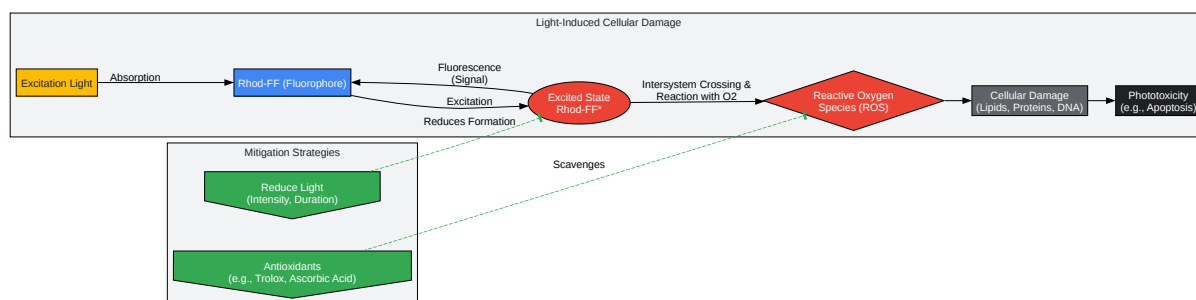 Light-Induced Cellular Damage
Excitation Light
Absorption
Rhod-FF (Fluorophore)
Fluorescence
(Signal)
Excitation
Excited State
Rhod-FF*
Intersystem Crossing &
Reaction with O2
Reactive Oxygen
Species (ROS)
Cellular Damage
(Lipids, Proteins, DNA)
Phototoxicity
(e.g., Apoptosis)
Reduces Formation
Mitigation Strategies
Reduce Light
(Intensity, Duration)
Scavenges
Antioxidants
(e.g., Trolox, Ascorbic Acid)